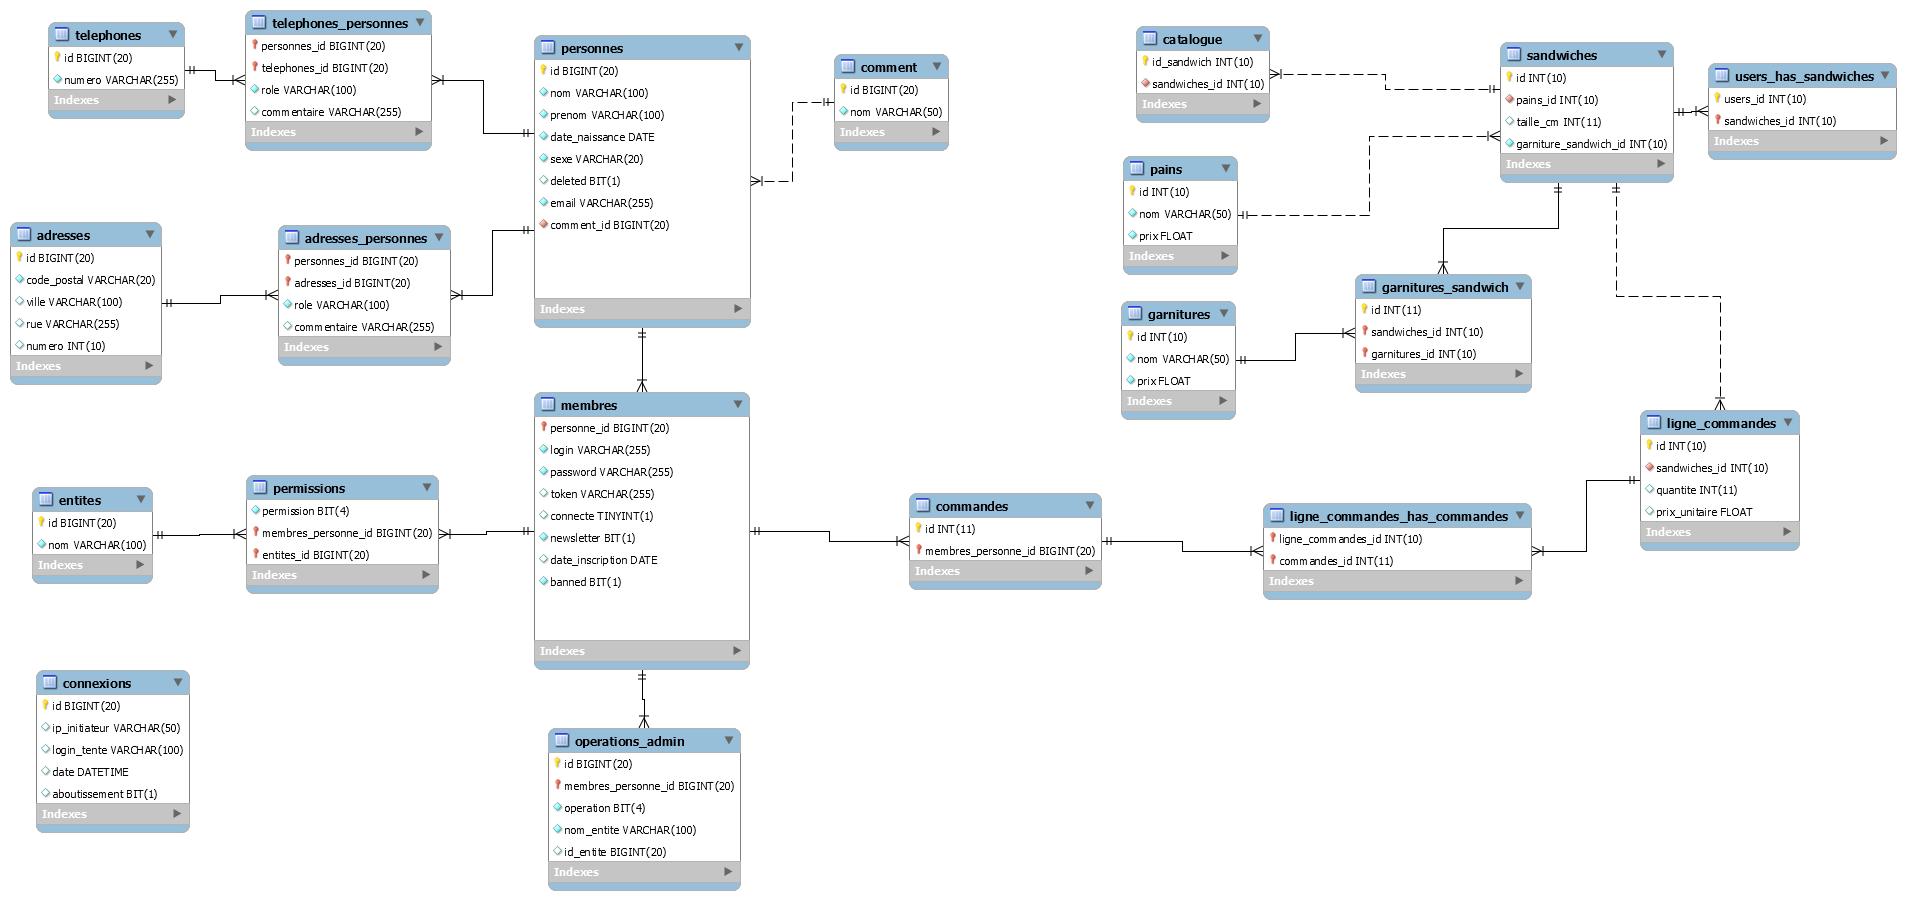 telephones
id BIGINT(20)
numero VARCHAR(255)
Indexes
telephones_personnes
personnes_id BIGINT(20)
telephones_id BIGINT(20)
role VARCHAR(100)
commentaire VARCHAR(255)
Indexes
personnes
id BIGINT(20)
nom VARCHAR(100)
prenom VARCHAR(100)
date_naissance DATE
sexe VARCHAR(20)
deleted BIT(1)
email VARCHAR(255)
comment_id BIGINT(20)
Indexes
comment
id BIGINT(20)
nom VARCHAR(50)
Indexes
catalogue
id_sandwich INT(10)
sandwiches_id INT(10)
Indexes
sandwiches
id INT(10)
pains_id INT(10)
taille_cm INT(11)
garniture_sandwich_id INT(10)
Indexes
users_has_sandwiches
users_id INT(10)
sandwiches_id INT(10)
Indexes
pains
id INT(10)
nom VARCHAR(50)
prix FLOAT
Indexes
adresses
id BIGINT(20)
code_postal VARCHAR(20)
ville VARCHAR(100)
rue VARCHAR(255)
numero INT(10)
Indexes
adresses_personnes
personnes_id BIGINT(20)
adresses_id BIGINT(20)
role VARCHAR(100)
commentaire VARCHAR(255)
Indexes
garnitures_sandwich
id INT(11)
sandwiches_id INT(10)
garnitures_id INT(10)
Indexes
garnitures
id INT(10)
nom VARCHAR(50)
prix FLOAT
Indexes
membres
personne_id BIGINT(20)
login VARCHAR(255)
password VARCHAR(255)
token VARCHAR(255)
connecte TINYINT(1)
newsletter BIT(1)
date_inscription DATE
banned BIT(1)
Indexes
ligne_commandes
id INT(10)
sandwiches_id INT(10)
quantite INT(11)
prix_unitaire FLOAT
Indexes
entites
id BIGINT(20)
nom VARCHAR(100)
Indexes
permissions
permission BIT(4)
membres_personne_id BIGINT(20)
entites_id BIGINT(20)
Indexes
commandes
id INT(11)
membres_personne_id BIGINT(20)
Indexes
ligne_commandes_has_commandes
ligne_commandes_id INT(10)
commandes_id INT(11)
Indexes
connexions
id BIGINT(20)
ip_initiateur VARCHAR(50)
login_tente VARCHAR(100)
date DATETIME
aboutissement BIT(1)
Indexes
operations_admin
id BIGINT(20)
membres_personne_id BIGINT(20)
operation BIT(4)
nom_entite VARCHAR(100)
id_entite BIGINT(20)
Indexes